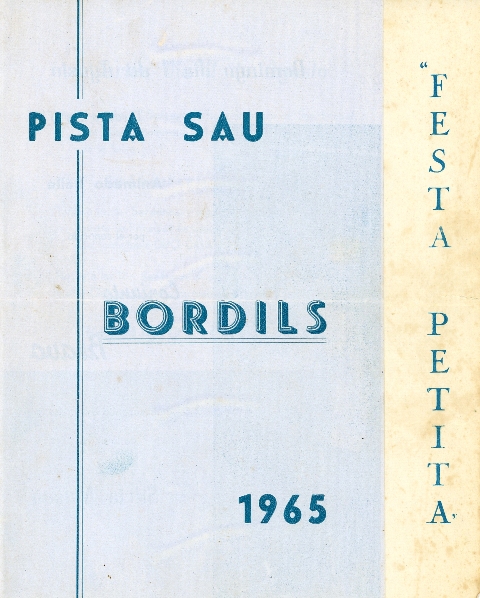 PISTA SAU
BORDILS
1965
“FESTA PETITA”